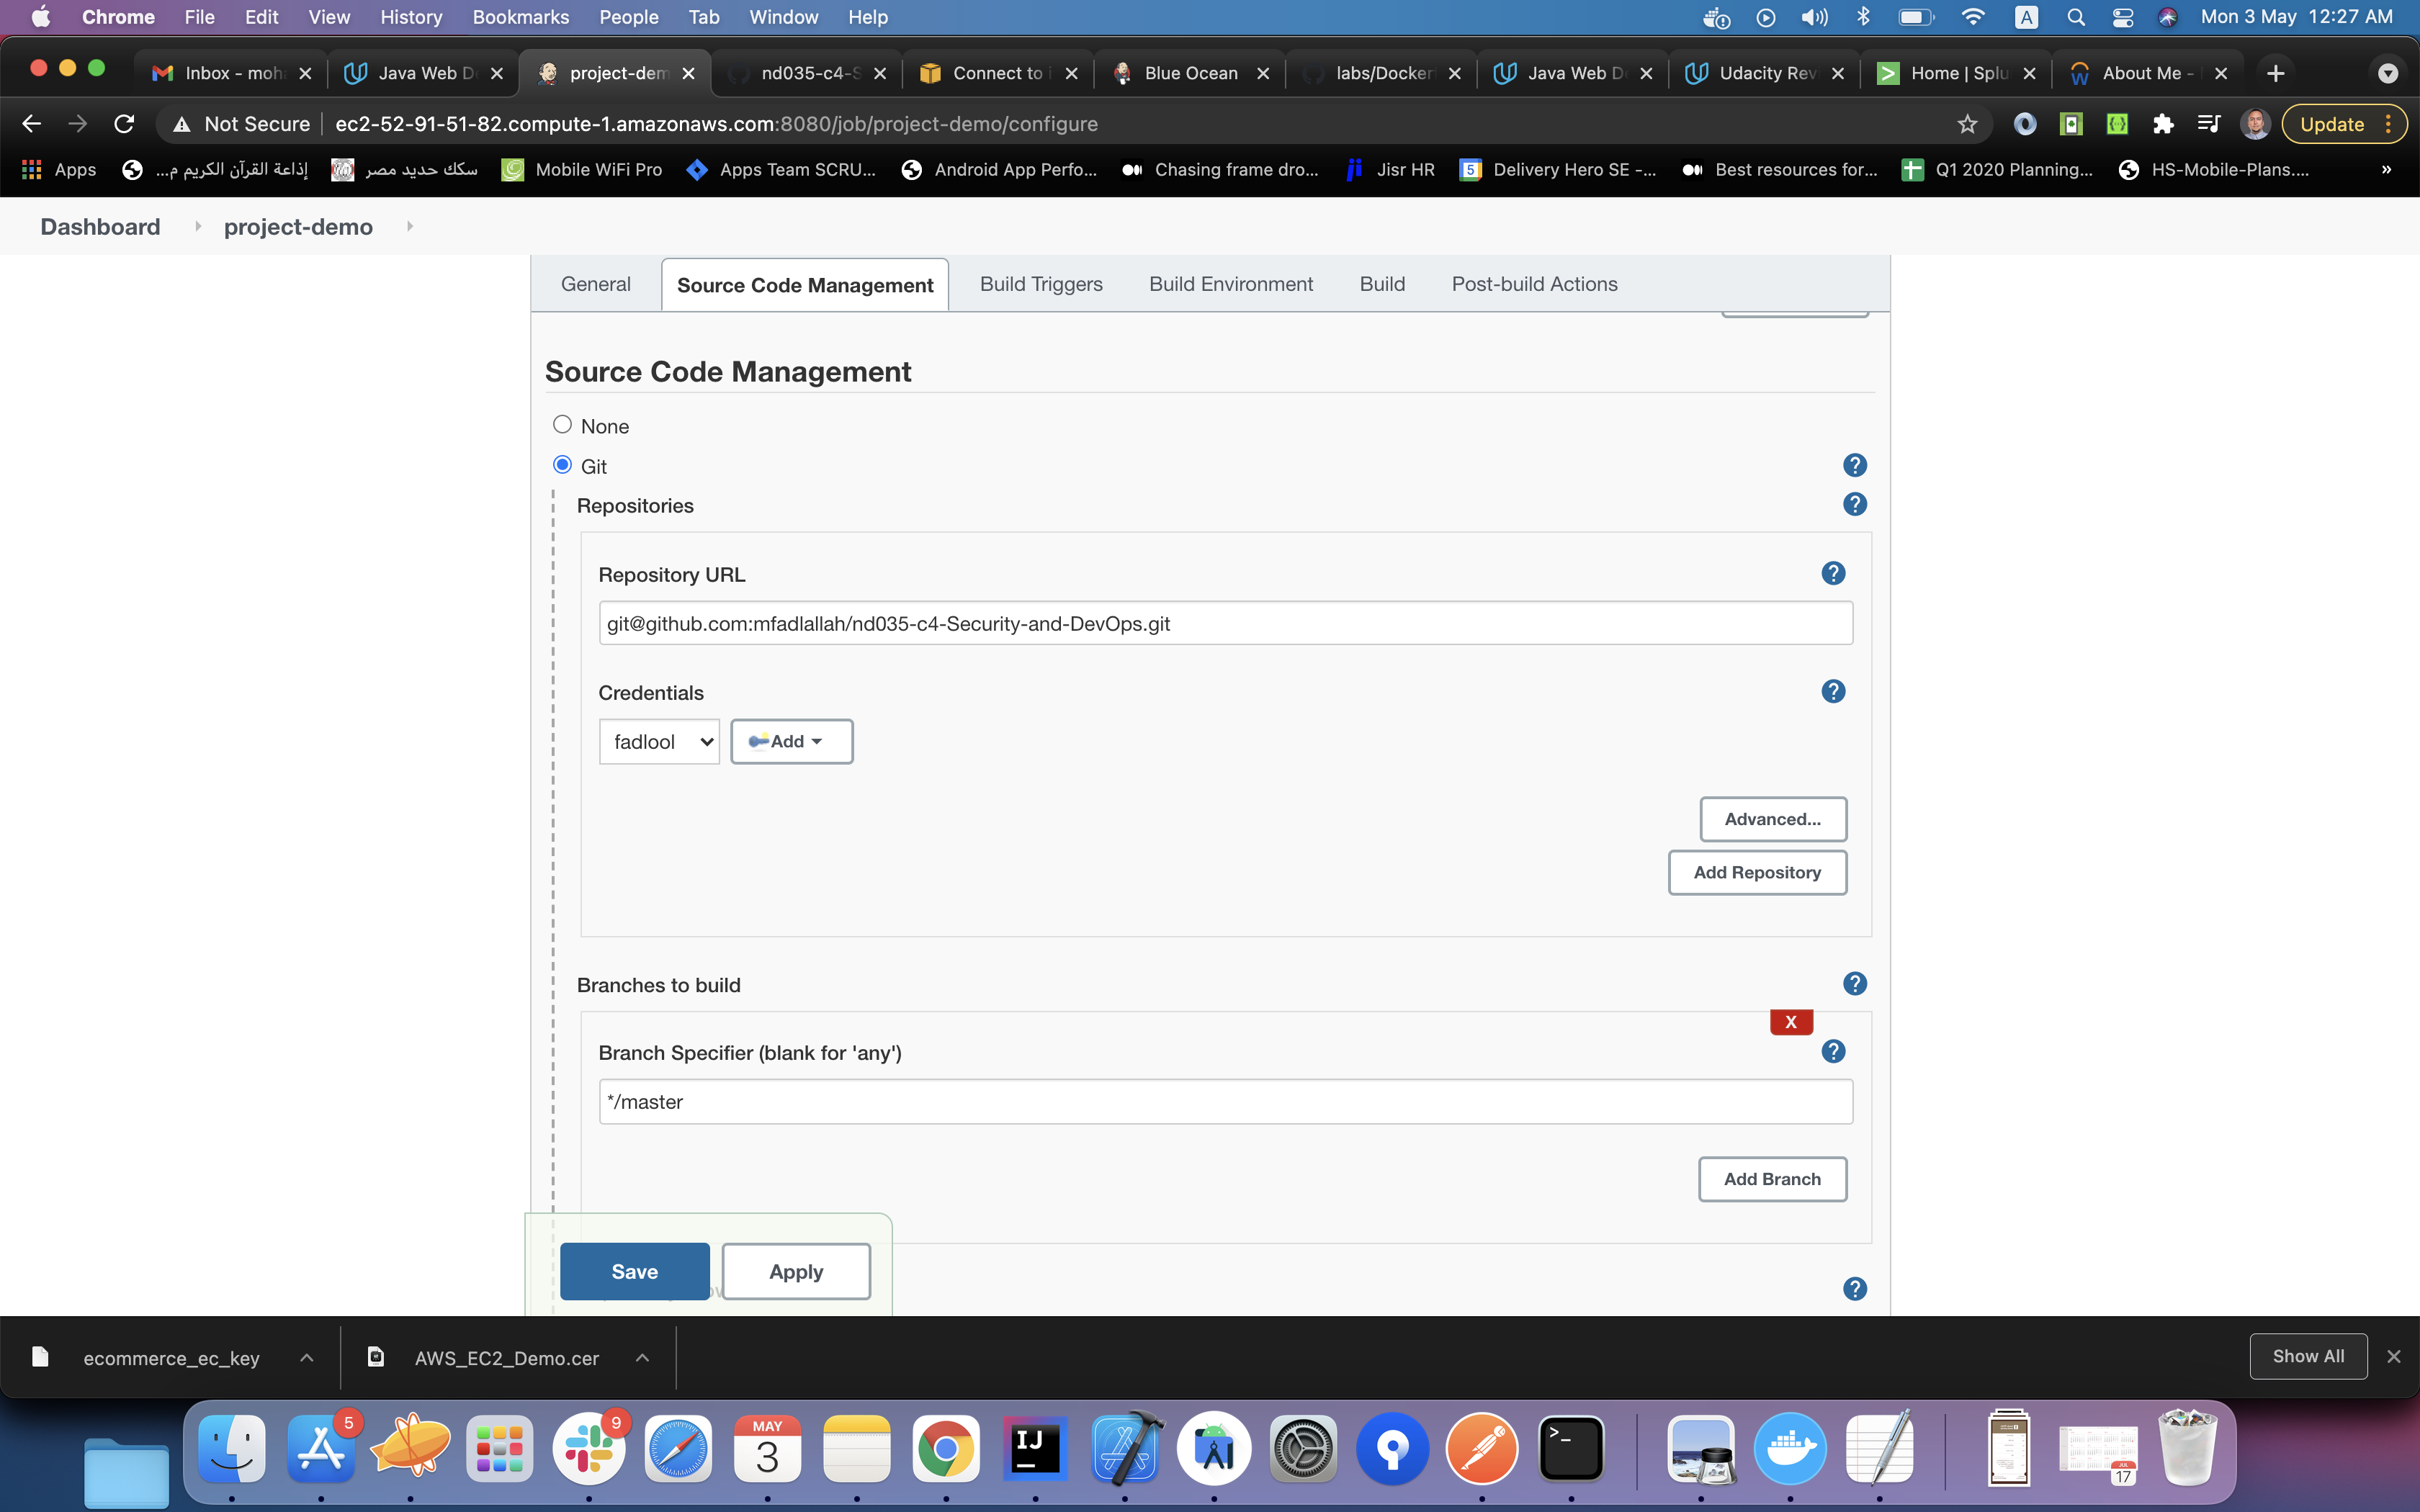 Chrome File Edit View History Bookmarks People Tab Window Help A Mon 3 May 12:27 AM
Inbox - moh Java Web D project-dem nd035-c4-S Connect to i Blue Ocean labs/Docker Java Web D Udacity Rev Home | Splu About Me -
Not Secure ec2-52-91-51-82.compute-1.amazonaws.com:8080/job/project-demo/configure Update
Apps إذاعة القرآن الكريم م... سكك حديد مصر Mobile WiFi Pro Apps Team SCRU... Android App Perfo... Chasing frame dro... Jisr HR 5 Delivery Hero SE -... Best resources for... Q1 2020 Planning... HS-Mobile-Plans.... »
Dashboard project-demo
General Source Code Management Build Triggers Build Environment Build Post-build Actions
Source Code Management
None
Git ?
Repositories ?
Repository URL ?
git@github.com:mfadlallah/nd035-c4-Security-and-DevOps.git
Credentials ?
fadlool Add
Advanced...
Add Repository
Branches to build ?
X
Branch Specifier (blank for 'any') ?
*/master
Add Branch
Save Apply ?
ecommerce_ec_key AWS_EC2_Demo.cer Show All
5 9 MAY 3 IJ >_ JUL 17